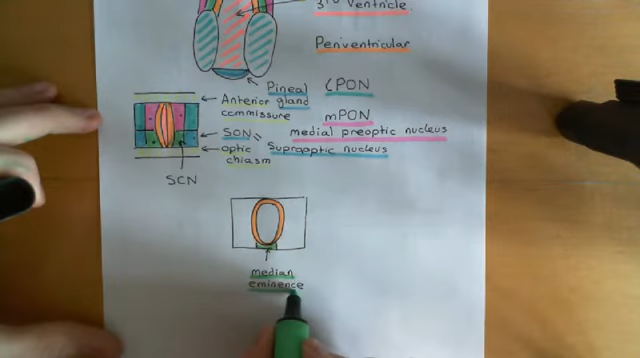 3rd Ventricle.
Periventricular
Pineal gland
LPON
Anterior commissure
mPON
medial preoptic nucleus
SON =
Supraoptic nucleus
optic chiasm
SCN
median
eminence